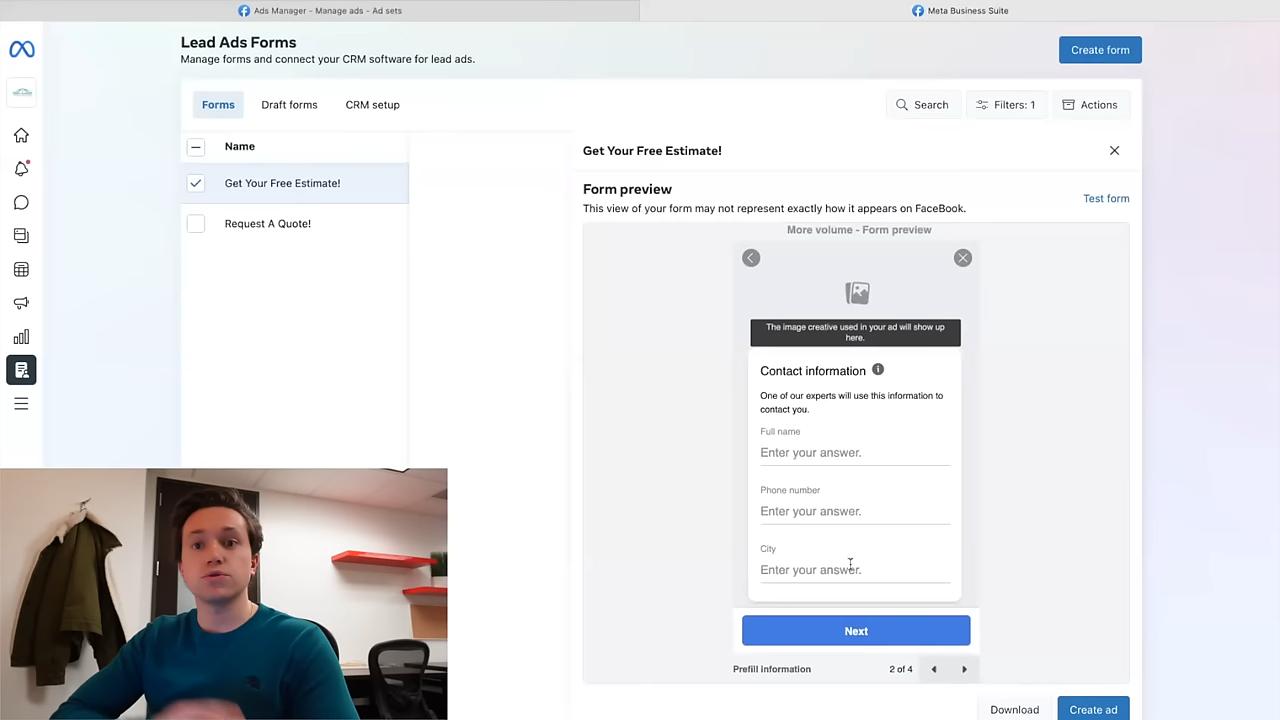 Ads Manager - Manage ads - Ad sets
Meta Business Suite
Lead Ads Forms
Manage forms and connect your CRM software for lead ads.
Create form
Forms
Draft forms
CRM setup
Search
Filters: 1
Actions
Name
Get Your Free Estimate!
Request A Quote!
Get Your Free Estimate!
Form preview
This view of your form may not represent exactly how it appears on FaceBook.
Test form
More volume - Form preview
The image creative used in your ad will show up
here.
Contact information
One of our experts will use this information to
contact you.
Full name
Enter your answer.
Phone number
Enter your answer.
City
Enter your answer.
Next
Prefill information
2 of 4
Download
Create ad